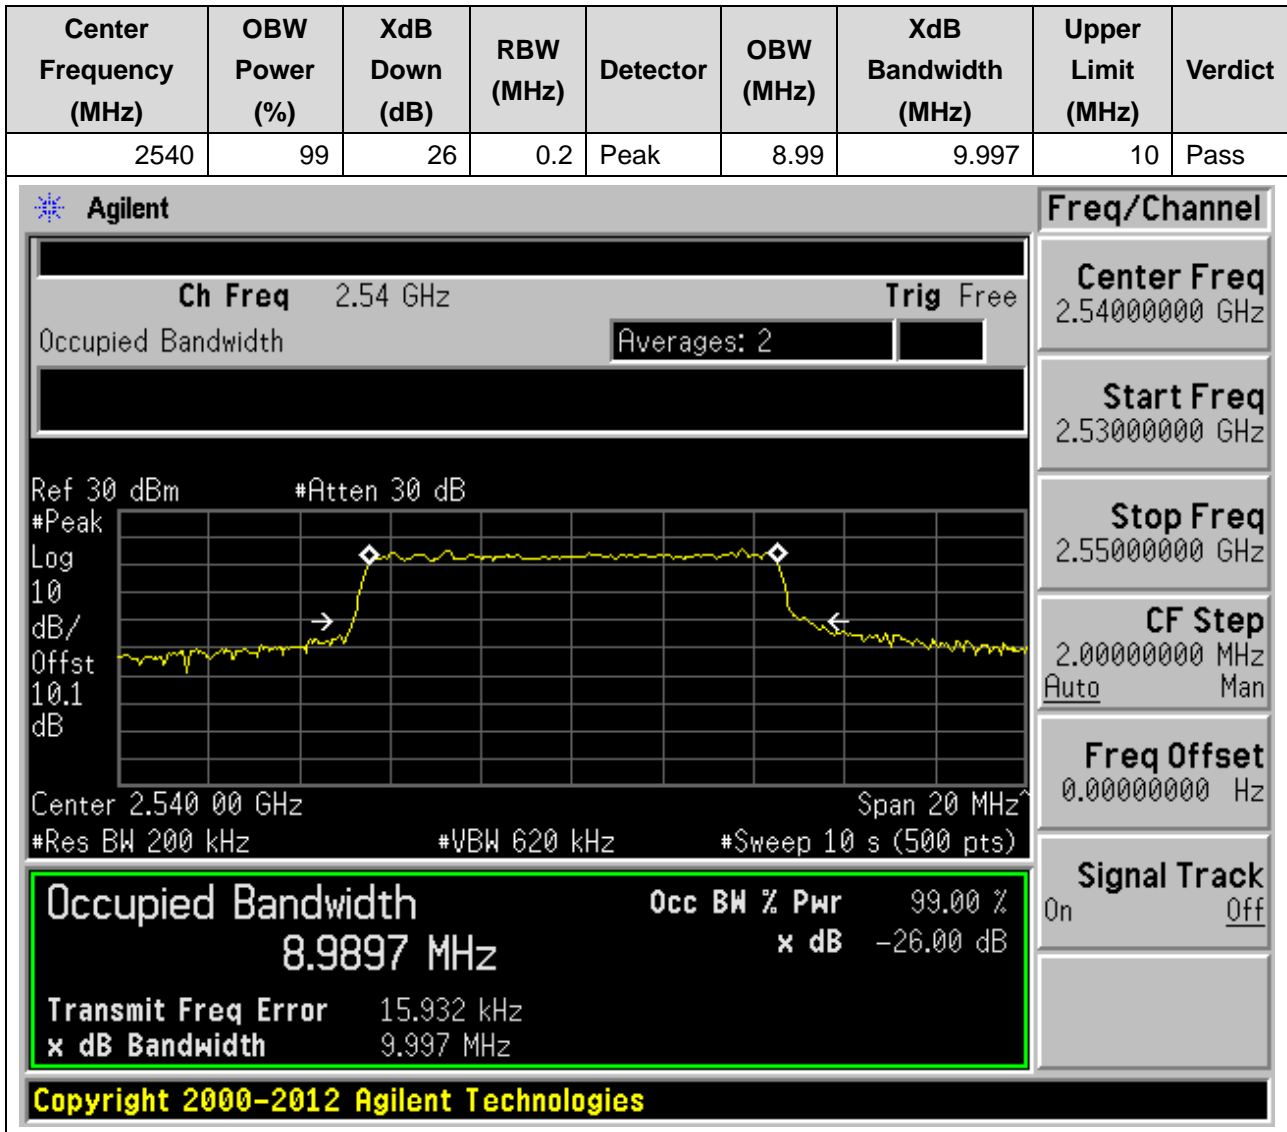 Center Frequency (MHz) OBW Power (%) XdB Down (dB) RBW (MHz) Detector OBW (MHz) XdB Bandwidth (MHz) Upper Limit (MHz) Verdict
2540 99 26 0.2 Peak 8.99 9.997 10 Pass
Agilent
Freq/Channel
Ch Freq 2.54 GHz Trig Free
Occupied Bandwidth Averages: 2
Center Freq
2.54000000 GHz
Start Freq
2.53000000 GHz
Stop Freq
2.55000000 GHz
CF Step
2.00000000 MHz
Auto Man
Freq Offset
0.00000000 Hz
Signal Track
On Off
Ref 30 dBm #Atten 30 dB
#Peak
Log
10
dB/
Offst
10.1
dB
Center 2.540 00 GHz Span 20 MHz^
#Res BW 200 kHz #VBW 620 kHz #Sweep 10 s (500 pts)
Occupied Bandwidth
8.9897 MHz
Occ BW % Pwr 99.00 %
x dB -26.00 dB
Transmit Freq Error 15.932 kHz
x dB Bandwidth 9.997 MHz
Copyright 2000-2012 Agilent Technologies